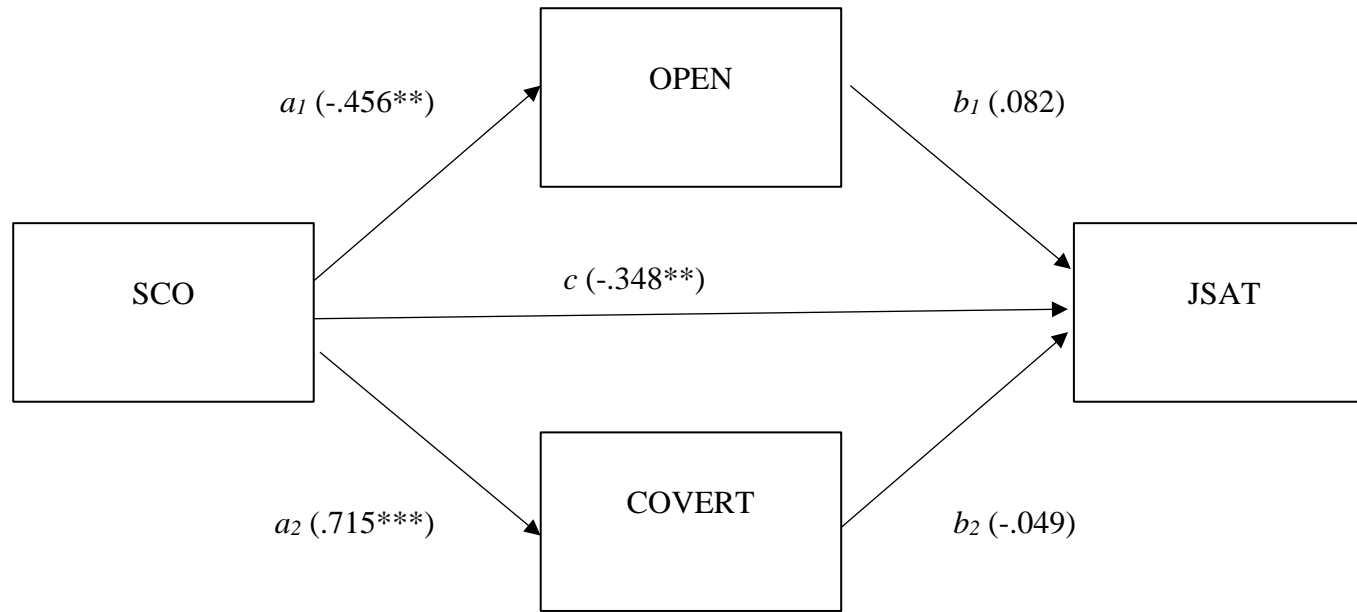 OPEN
a1 (-.456**)
b1 (.082)
SCO
c (-.348**)
JSAT
COVERT
a2 (.715***)
b2 (-.049)